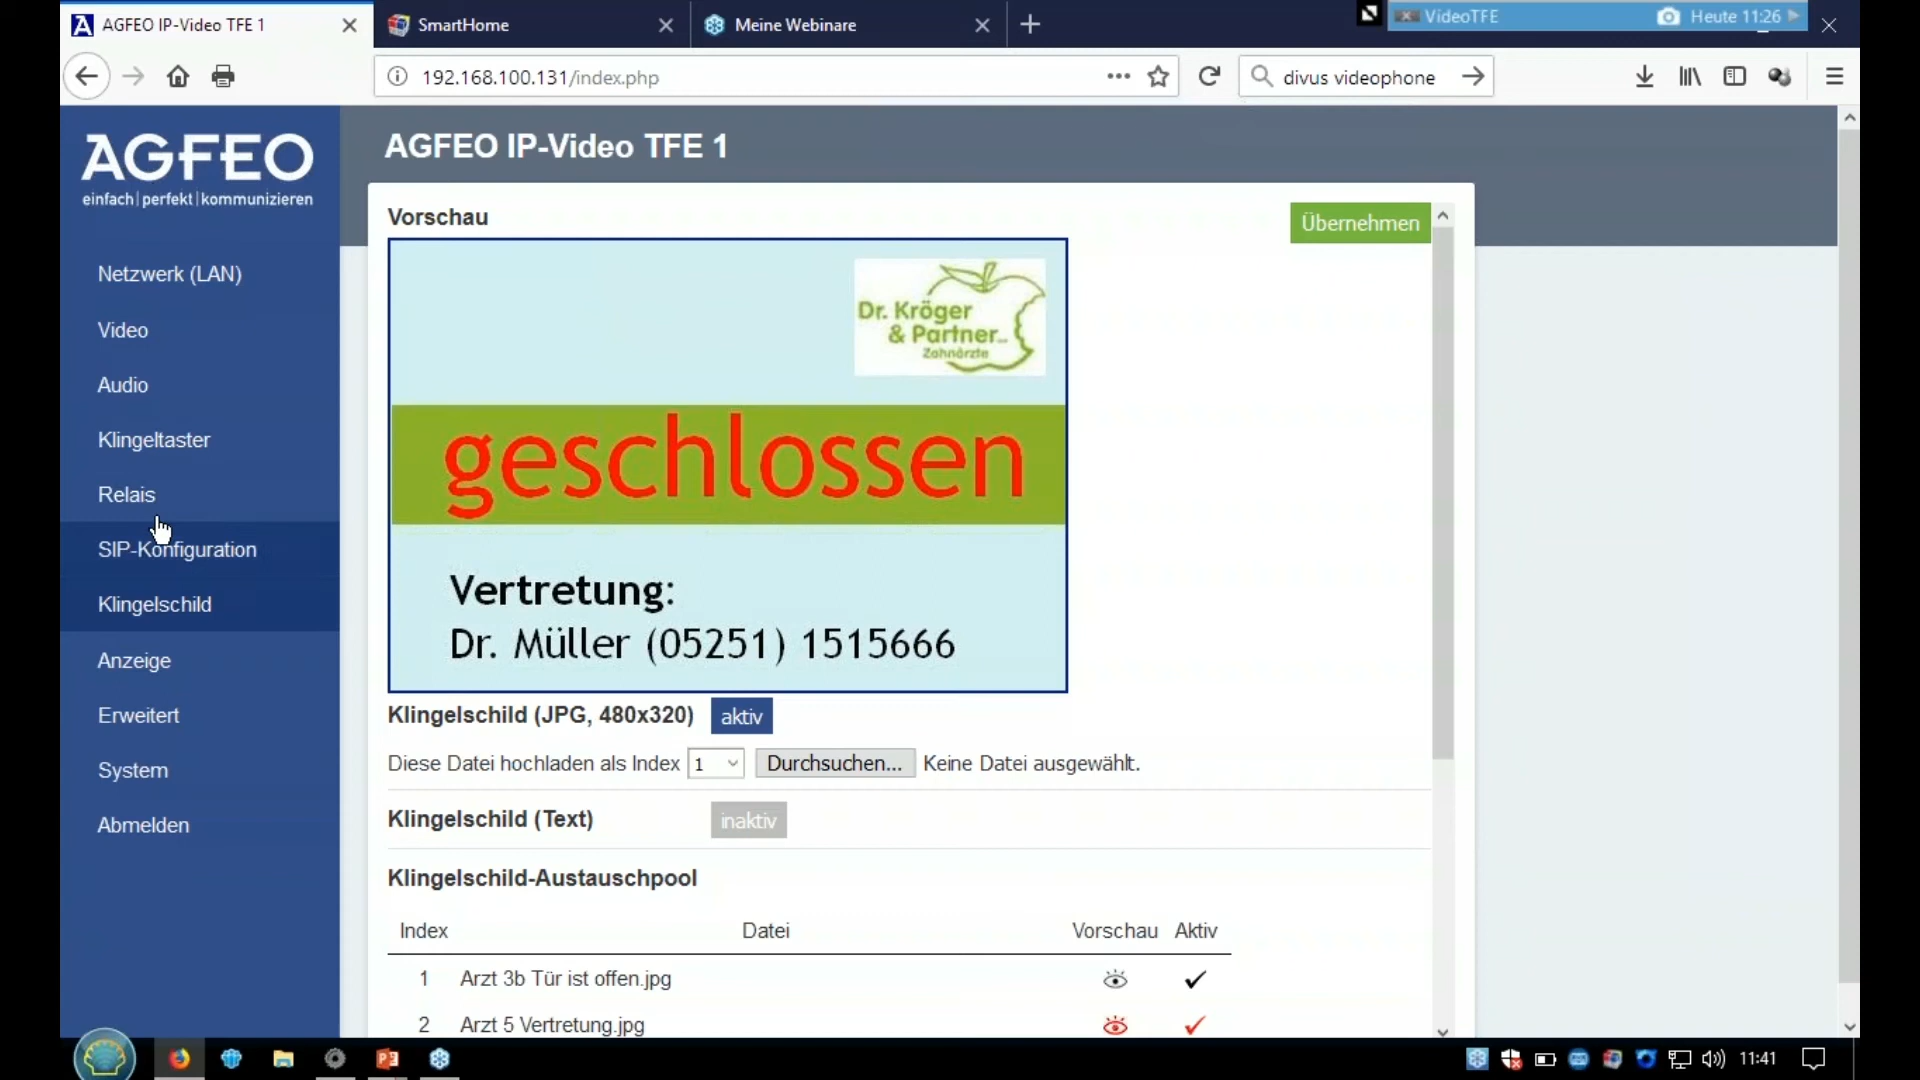 AGFEO IP-Video TFE 1
SmartHome
Meine Webinare
VideoTFE
Heute 11:26
192.168.100.131/index.php
divus videophone
AGFEO
einfach|perfekt|kommunizieren
Netzwerk (LAN)
Video
Audio
Klingeltaster
Relais
SIP-Konfiguration
Klingelschild
Anzeige
Erweitert
System
Abmelden
AGFEO IP-Video TFE 1
Vorschau
Übernehmen
Dr. Kröger
& Partner
Zahnärzte
geschlossen
Vertretung:
Dr. Müller (05251) 1515666
Klingelschild (JPG, 480x320) aktiv
Diese Datei hochladen als Index 1 Durchsuchen... Keine Datei ausgewählt.
Klingelschild (Text) inaktiv
Klingelschild-Austauschpool
Index Datei Vorschau Aktiv
1 Arzt 3b Tür ist offen.jpg
2 Arzt 5 Vertretung.jpg
11:41